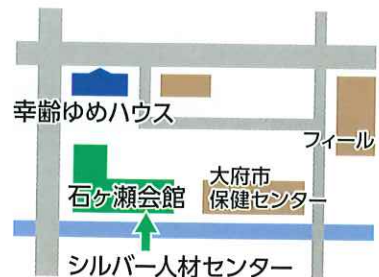 幸齢ゆめハウス
フィール
石ヶ瀬会館
大府市
保健センター
シルバー人材センター